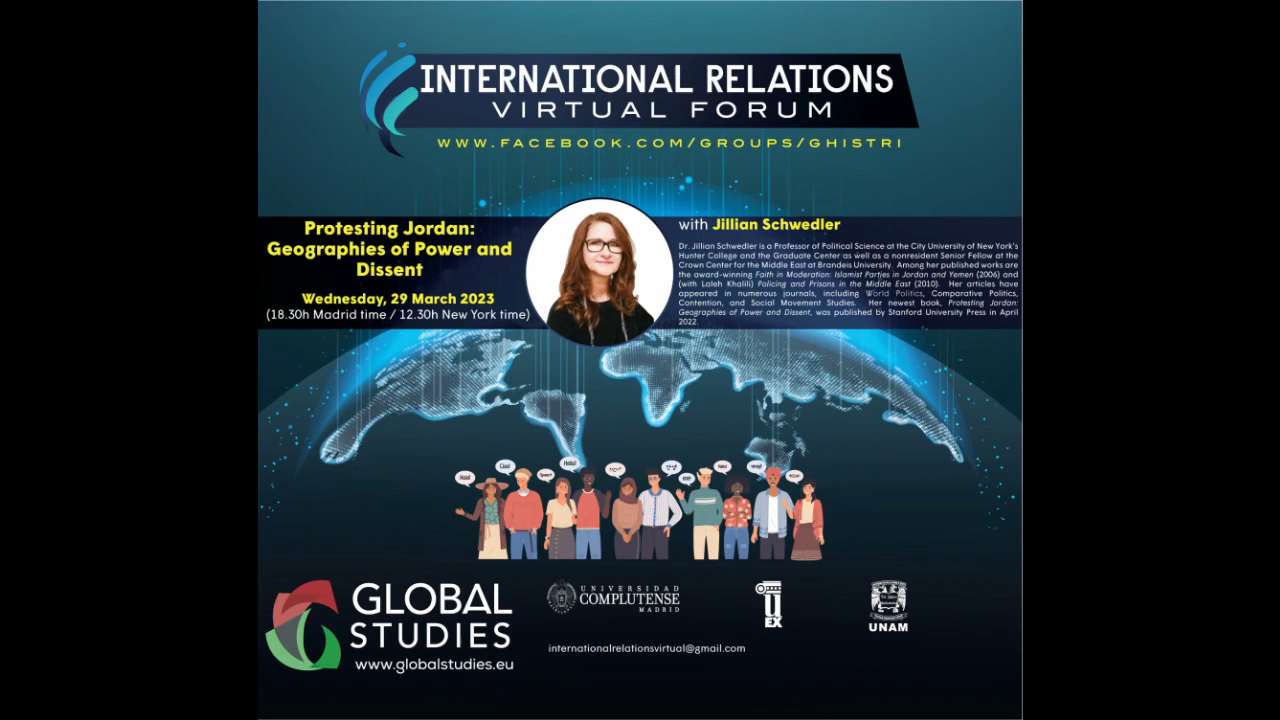 INTERNATIONAL RELATIONS
VIRTUAL FORUM
WWW.FACEBOOK.COM/GROUPS/GHISTRI
Protesting Jordan:
Geographies of Power and
Dissent
Wednesday, 29 March 2023
(18.30h Madrid time / 12.30h New York time)
with Jillian Schwedler
Dr. Jillian Schwedler is a Professor of Political Science at the City University of New York's
Hunter College and the Graduate Center as well as a nonresident Senior Fellow at the
Crown Center for the Middle East at Brandeis University. Among her published works are
the award-winning Faith in Moderation: Islamist Parties in Jordan and Yemen (2006) and
(with Laleh Khalili) Policing and Prisons in the Middle East (2010). Her articles have
appeared in numerous journals, including World Politics, Comparative Politics,
Contention, and Social Movement Studies. Her newest book, Protesting Jordan:
Geographies of Power and Dissent, was published by Stanford University Press in April
2022.
GLOBAL
STUDIES
www.globalstudies.eu
UNIVERSIDAD
COMPLUTENSE
MADRID
internationalrelationsvirtual@gmail.com
U
EX
UNAM